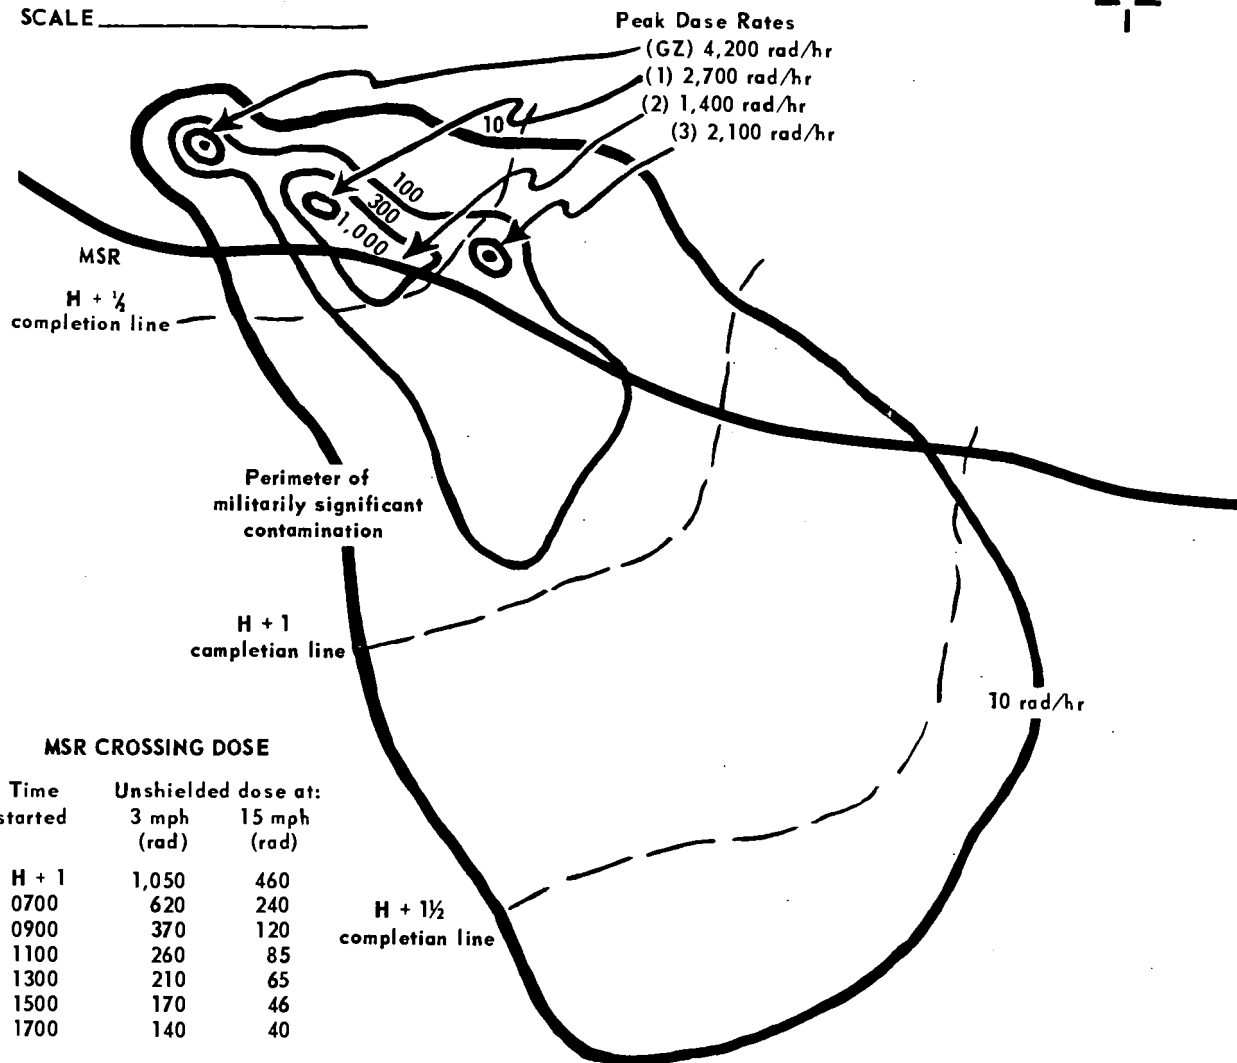 SCALE
Peak Dase Rates
(GZ) 4,200 rad/hr
(1) 2,700 rad/hr
(2) 1,400 rad/hr
(3) 2,100 rad/hr
10
100
300
1,000
MSR
H + ½
completion line
Perimeter of
militarily significant
contamination
H + 1
campletian line
10 rad/hr
MSR CROSSING DOSE
Time Unshielded dose at:
started 3 mph 15 mph
(rad) (rad)
H + 1 1,050 460
0700 620 240
0900 370 120
1100 260 85
1300 210 65
1500 170 46
1700 140 40
H + 1½
completian line